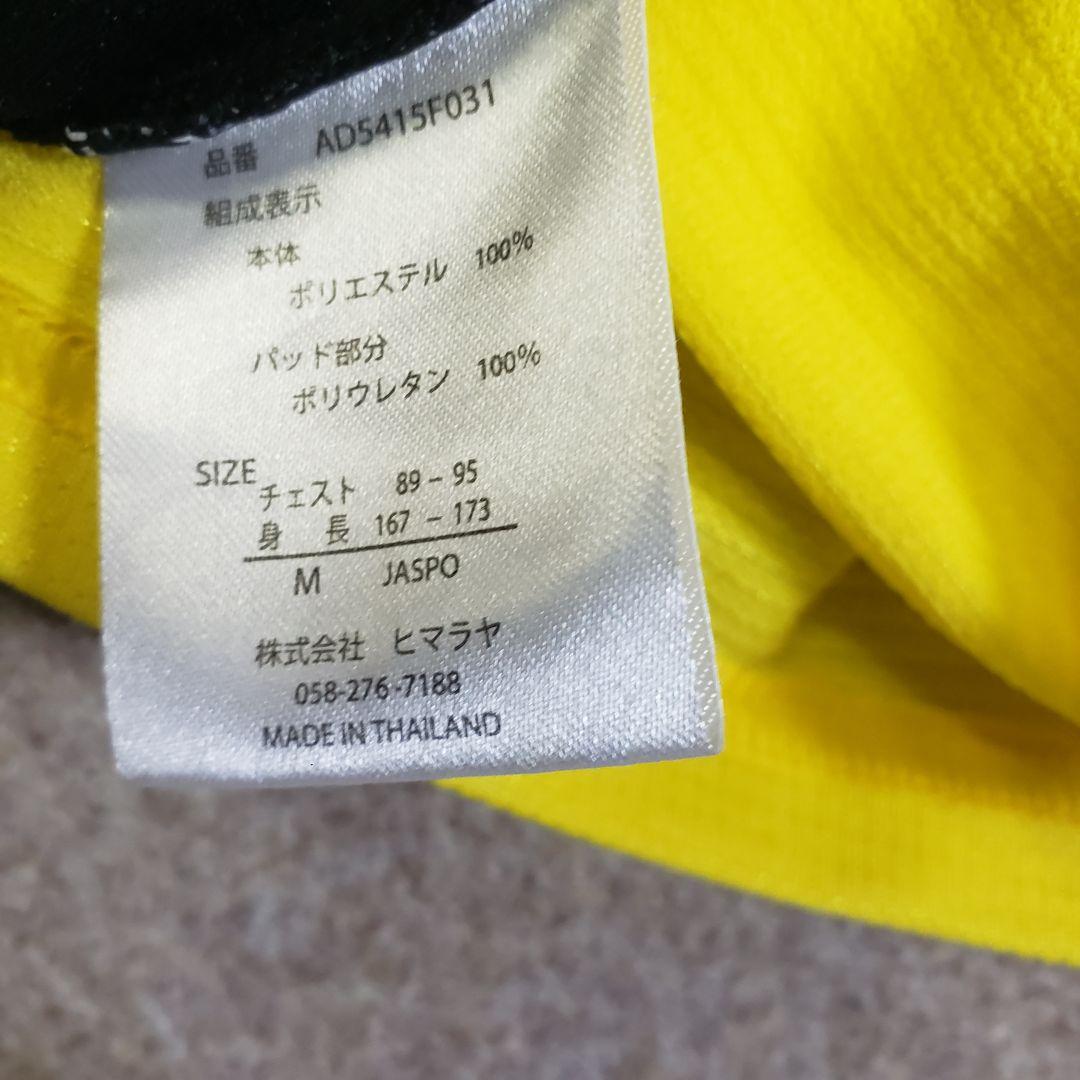 品番 AD5415F031
組成表示
本体
ポリエステル 100%
パッド部分
ポリウレタン 100%
SIZE
チェスト 89 - 95
身 長 167 - 173
M JASPO
株式会社 ヒマラヤ
058-276-7188
MADE IN THAILAND